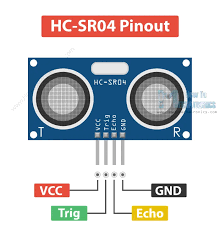 HC-SR04 Pinout
HC-SR04
T
R
VCC
Trig
Echo
GND
VCC
GND
Trig
Echo